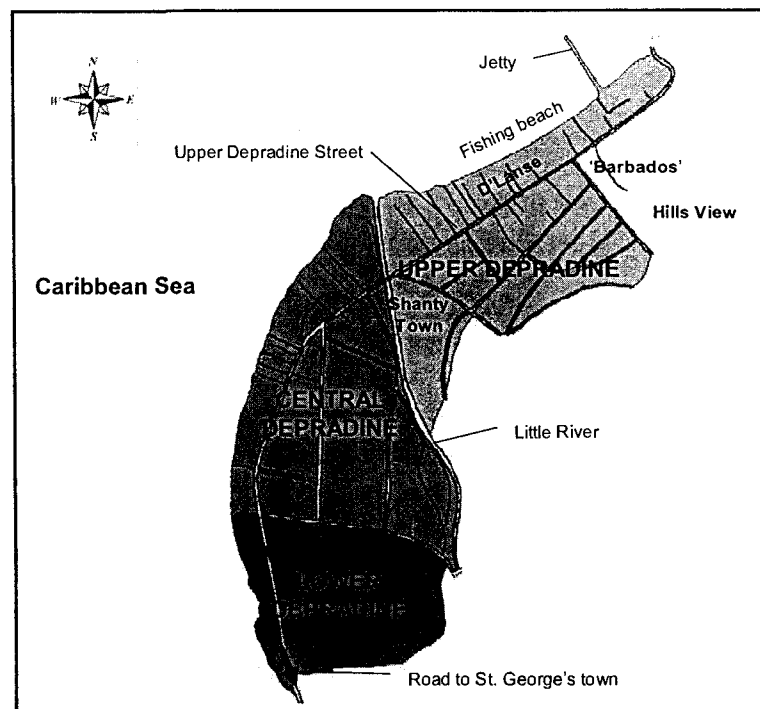 N
W E
S
Jetty
Fishing beach
Upper Depradine Street
D'Lanse
'Barbados'
Hills View
Caribbean Sea
UPPER DEPRADINE
Shanty
Town
CENTRAL
DEPRADINE
Little River
LOWER
DEPRADINE
Road to St. George's town